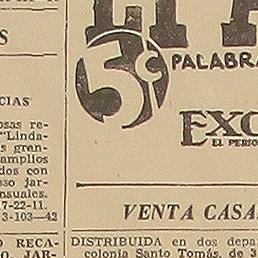 S
CIAS
osas re-
"Linda-
s gran-
amplios
dos con
so jar-
nsuales.
7-22-11.
3-103—42
O RECA-
O. JAR-
5¢
PALABRA
EXC
EL PERIO
VENTA CASA
DISTRIBUIDA en dos depa
colonia Santo Tomás, de 3